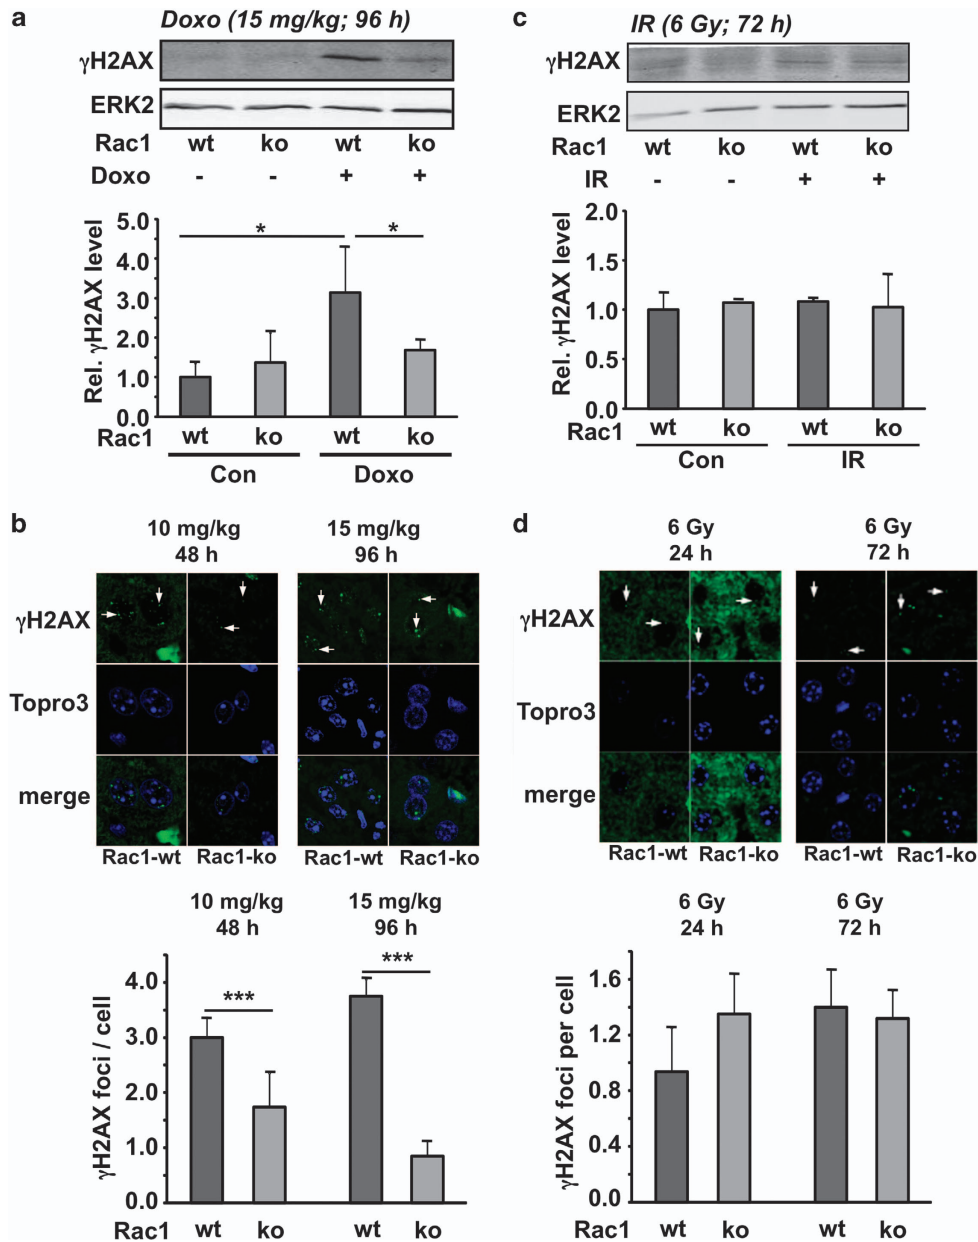 a
Doxo (15 mg/kg; 96 h)
γH2AX
ERK2
Rac1 wt ko wt ko
Doxo - - + +
Rel. γH2AX level
5.0
4.0
3.0
2.0
1.0
0.0
* *
Rac1 wt ko wt ko
Con Doxo
c
IR (6 Gy; 72 h)
γH2AX
ERK2
Rac1 wt ko wt ko
IR - - + +
Rel. γH2AX level
2.0
1.5
1.0
0.5
0.0
Rac1 wt ko wt ko
Con IR
b
10 mg/kg 15 mg/kg
48 h 96 h
γH2AX
Topro3
merge
Rac1-wt Rac1-ko Rac1-wt Rac1-ko
10 mg/kg 15 mg/kg
48 h 96 h
γH2AX foci / cell
4.0
3.0
2.0
1.0
0.0
*** ***
Rac1 wt ko wt ko
d
6 Gy 6 Gy
24 h 72 h
γH2AX
Topro3
merge
Rac1-wt Rac1-ko Rac1-wt Rac1-ko
6 Gy 6 Gy
24 h 72 h
γH2AX foci per cell
1.6
1.2
0.8
0.4
0.0
Rac1 wt ko wt ko